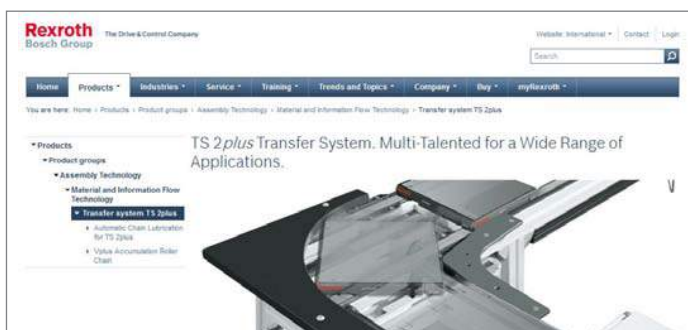 Rexroth
Bosch Group
The Drive & Control Company
Website: International
Contact
Login
Search
Home
Products
Industries
Service
Training
Trends and Topics
Company
Buy
myRexroth
You are here: Home > Products > Product groups > Assembly Technology > Material and Information Flow Technology > Transfer system TS 2plus
Products
Product groups
Assembly Technology
Material and Information Flow
Technology
Transfer system TS 2plus
Automatic Chain Lubrication
for TS 2plus
Vplus Accumulation Roller
Chain
TS 2plus Transfer System. Multi-Talented for a Wide Range of
Applications.